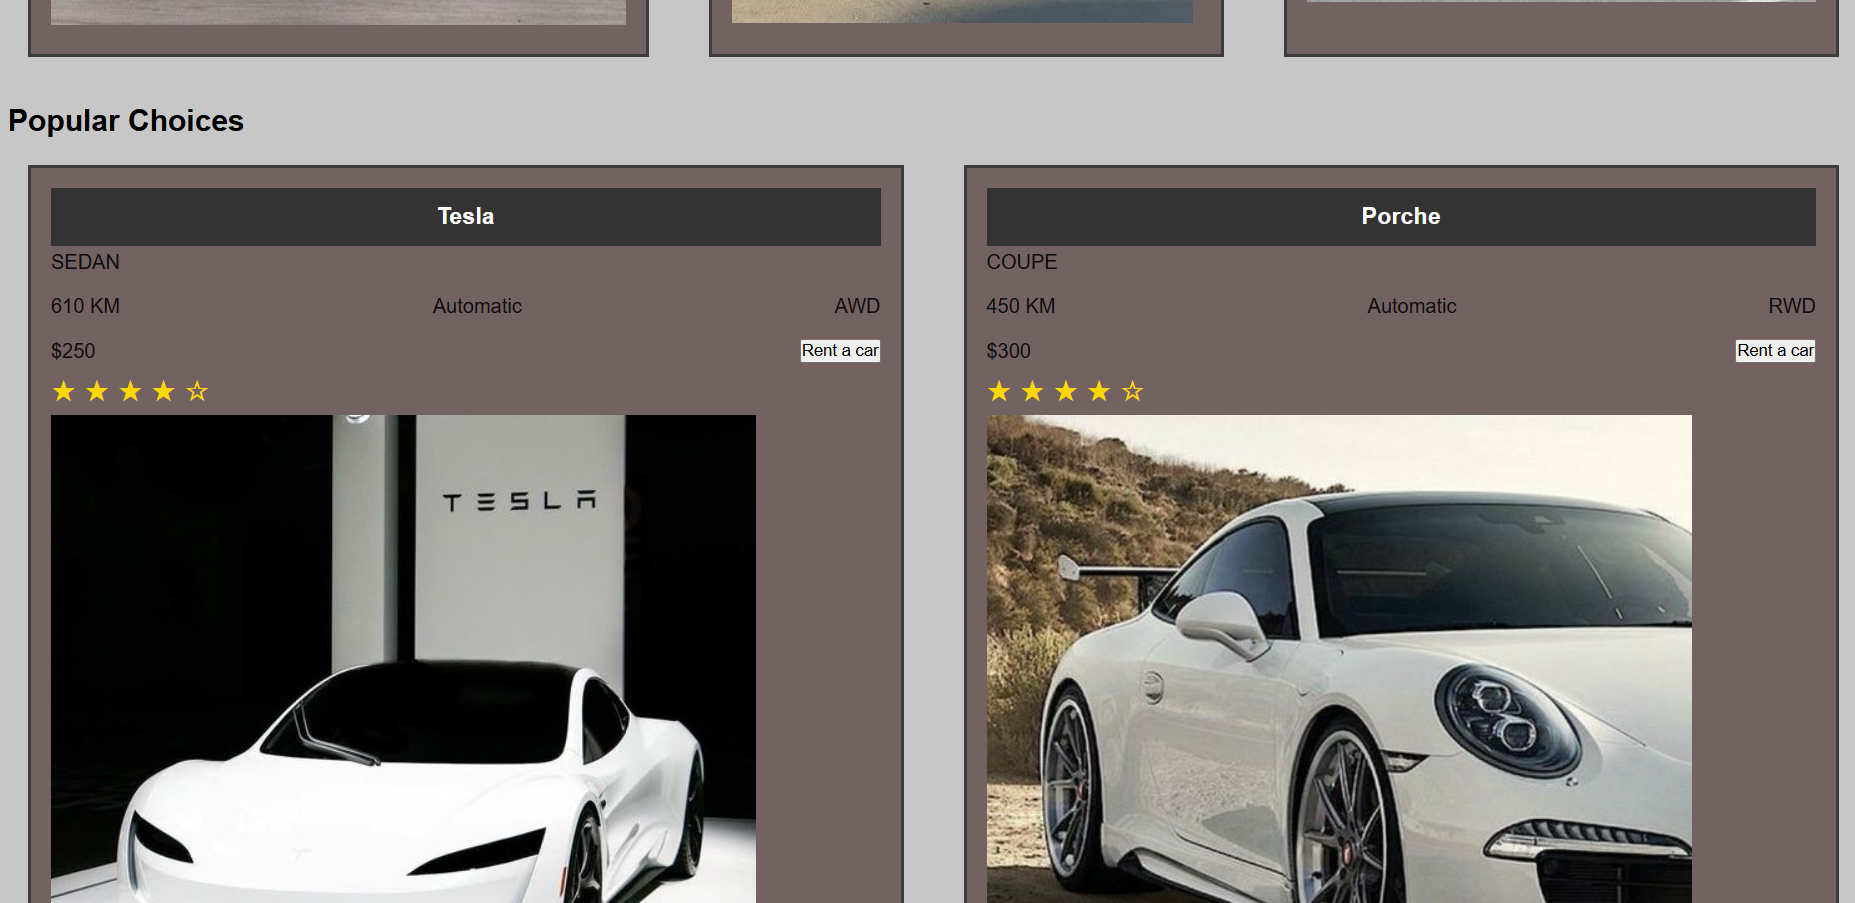 Popular Choices
Tesla
SEDAN
610 KM Automatic AWD
$250 Rent a car
★ ★ ★ ★ ☆
TESLA
Porche
COUPE
450 KM Automatic RWD
$300 Rent a car
★ ★ ★ ★ ☆